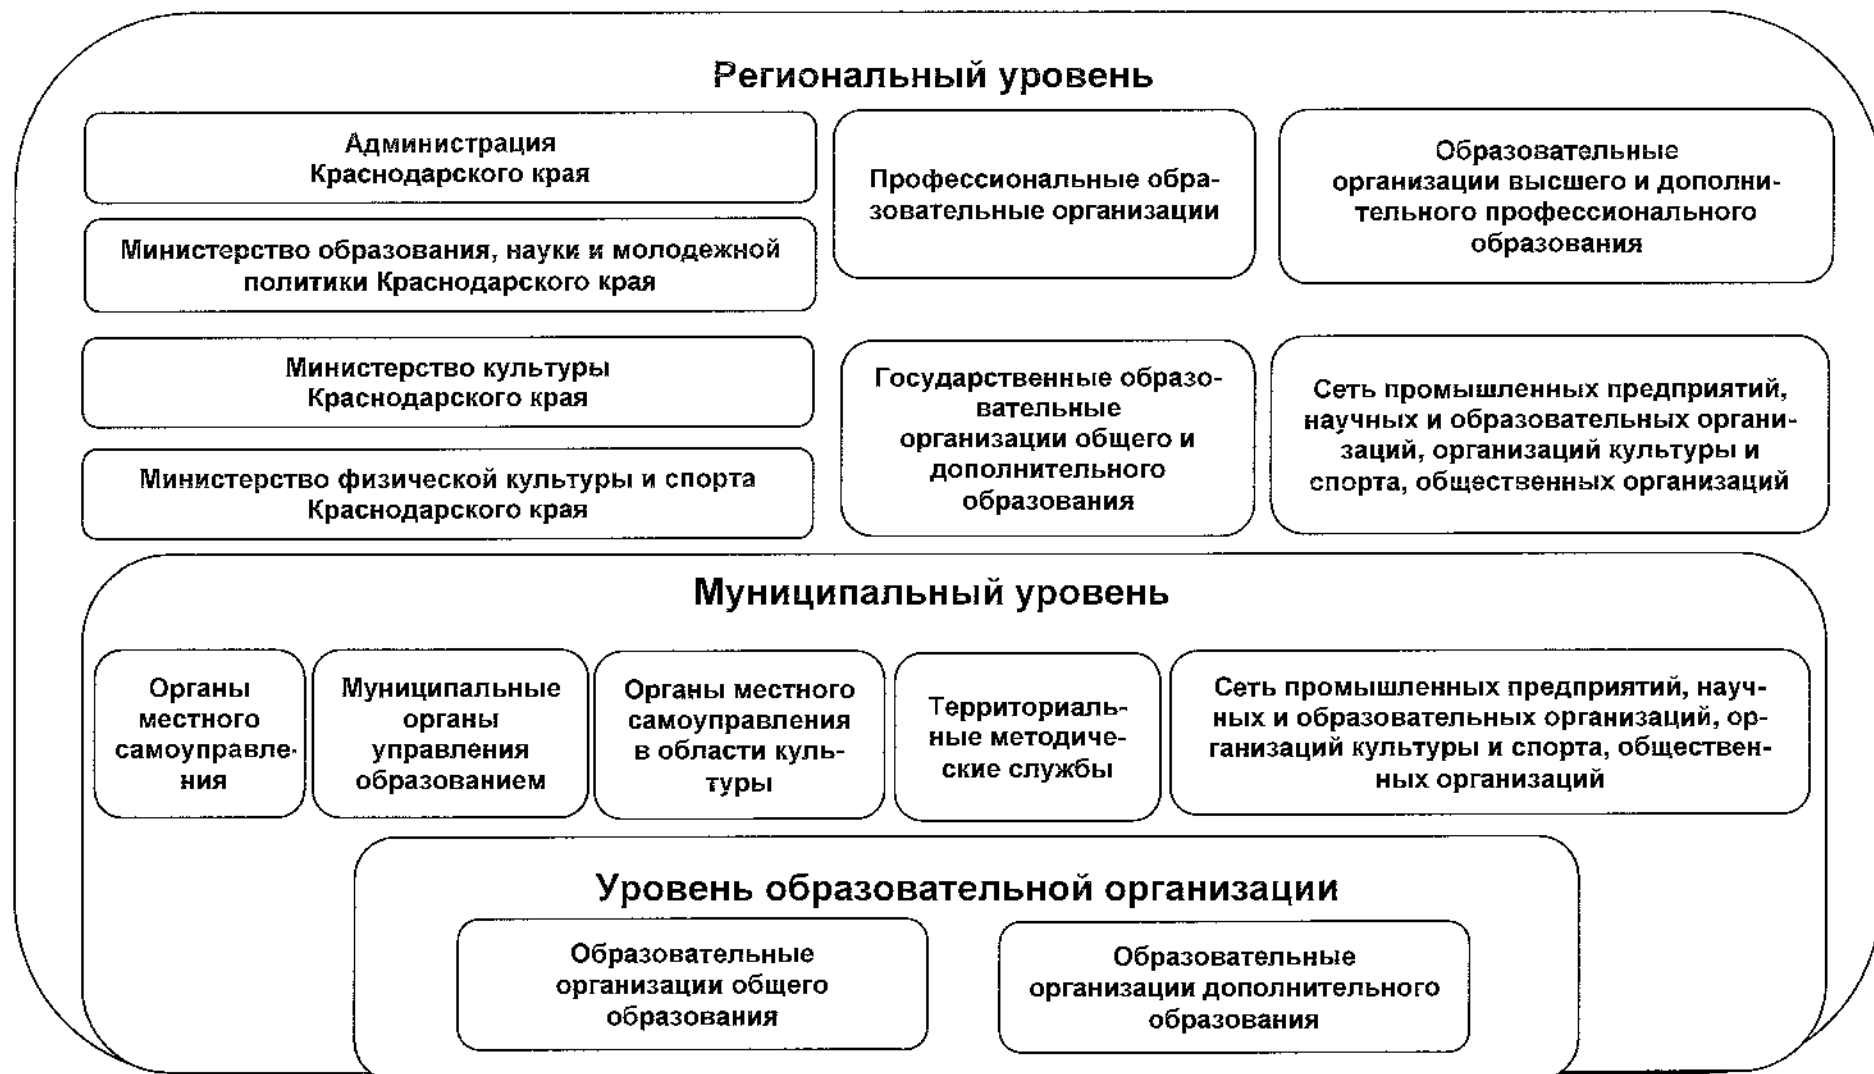 Региональный уровень
Администрация
Краснодарского края
Министерство образования, науки и молодежной
политики Краснодарского края
Министерство культуры
Краснодарского края
Министерство физической культуры и спорта
Краснодарского края
Профессиональные обра-
зовательные организации
Государственные образо-
вательные
организации общего и
дополнительного
образования
Образовательные
организации высшего и дополни-
тельного профессионального
образования
Сеть промышленных предприятий,
научных и образовательных органи-
заций, организаций культуры и
спорта, общественных организаций
Муниципальный уровень
Органы
местного
самоуправле-
ния
Муниципальные
органы
управления
образованием
Органы местного
самоуправления
в области куль-
туры
Территориаль-
ные методиче-
ские службы
Сеть промышленных предприятий, науч-
ных и образовательных организаций, ор-
ганизаций культуры и спорта, обществен-
ных организаций
Уровень образовательной организации
Образовательные
организации общего
образования
Образовательные
организации дополнительного
образования